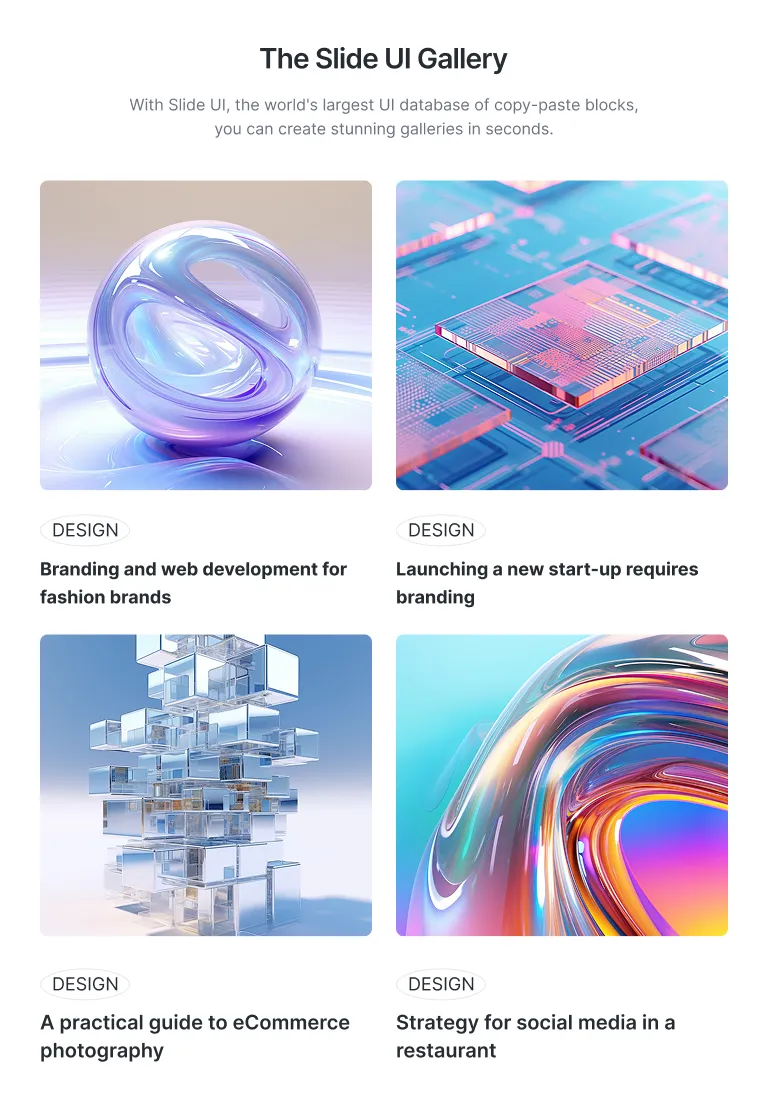 The Slide UI Gallery
With Slide UI, the world's largest UI database of copy-paste blocks,
you can create stunning galleries in seconds.
DESIGN
Branding and web development for
fashion brands
DESIGN
Launching a new start-up requires
branding
DESIGN
A practical guide to eCommerce
photography
DESIGN
Strategy for social media in a
restaurant